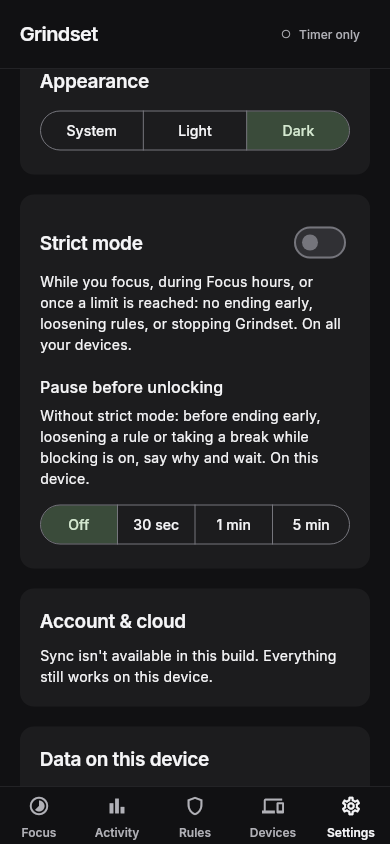 Grindset
Timer only
Appearance
System
Light
Dark
Strict mode
While you focus, during Focus hours, or
once a limit is reached: no ending early,
loosening rules, or stopping Grindset. On all
your devices.
Pause before unlocking
Without strict mode: before ending early,
loosening a rule or taking a break while
blocking is on, say why and wait. On this
device.
Off
30 sec
1 min
5 min
Account & cloud
Sync isn't available in this build. Everything
still works on this device.
Data on this device
Focus
Activity
Rules
Devices
Settings